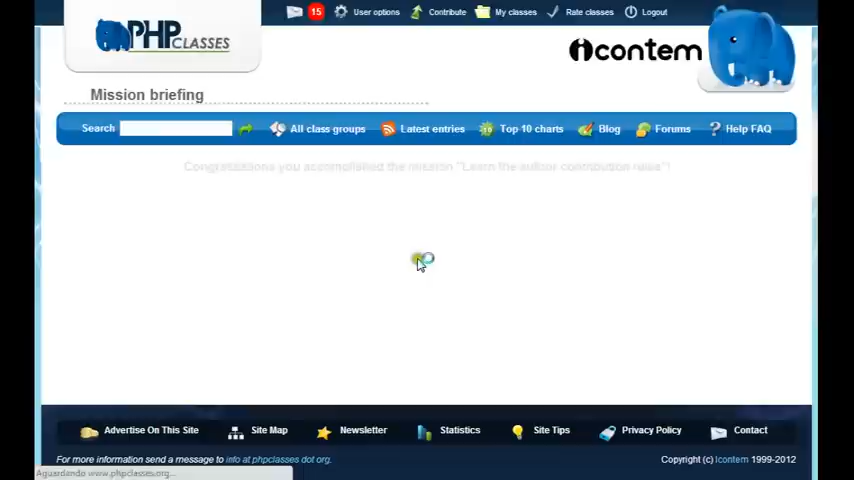 15 User options Contribute My classes Rate classes Logout
PHP CLASSES
icontem
Mission briefing
Search All class groups Latest entries Top 10 charts Blog Forums ? Help FAQ
Congratulations you accomplished the mission "Learn the author contribution rules"!
Advertise On This Site Site Map Newsletter Statistics Site Tips Privacy Policy Contact
For more information send a message to info at phpclasses dot org.
Copyright (c) Icontem 1999-2012
Aguardando www.phpclasses.org...